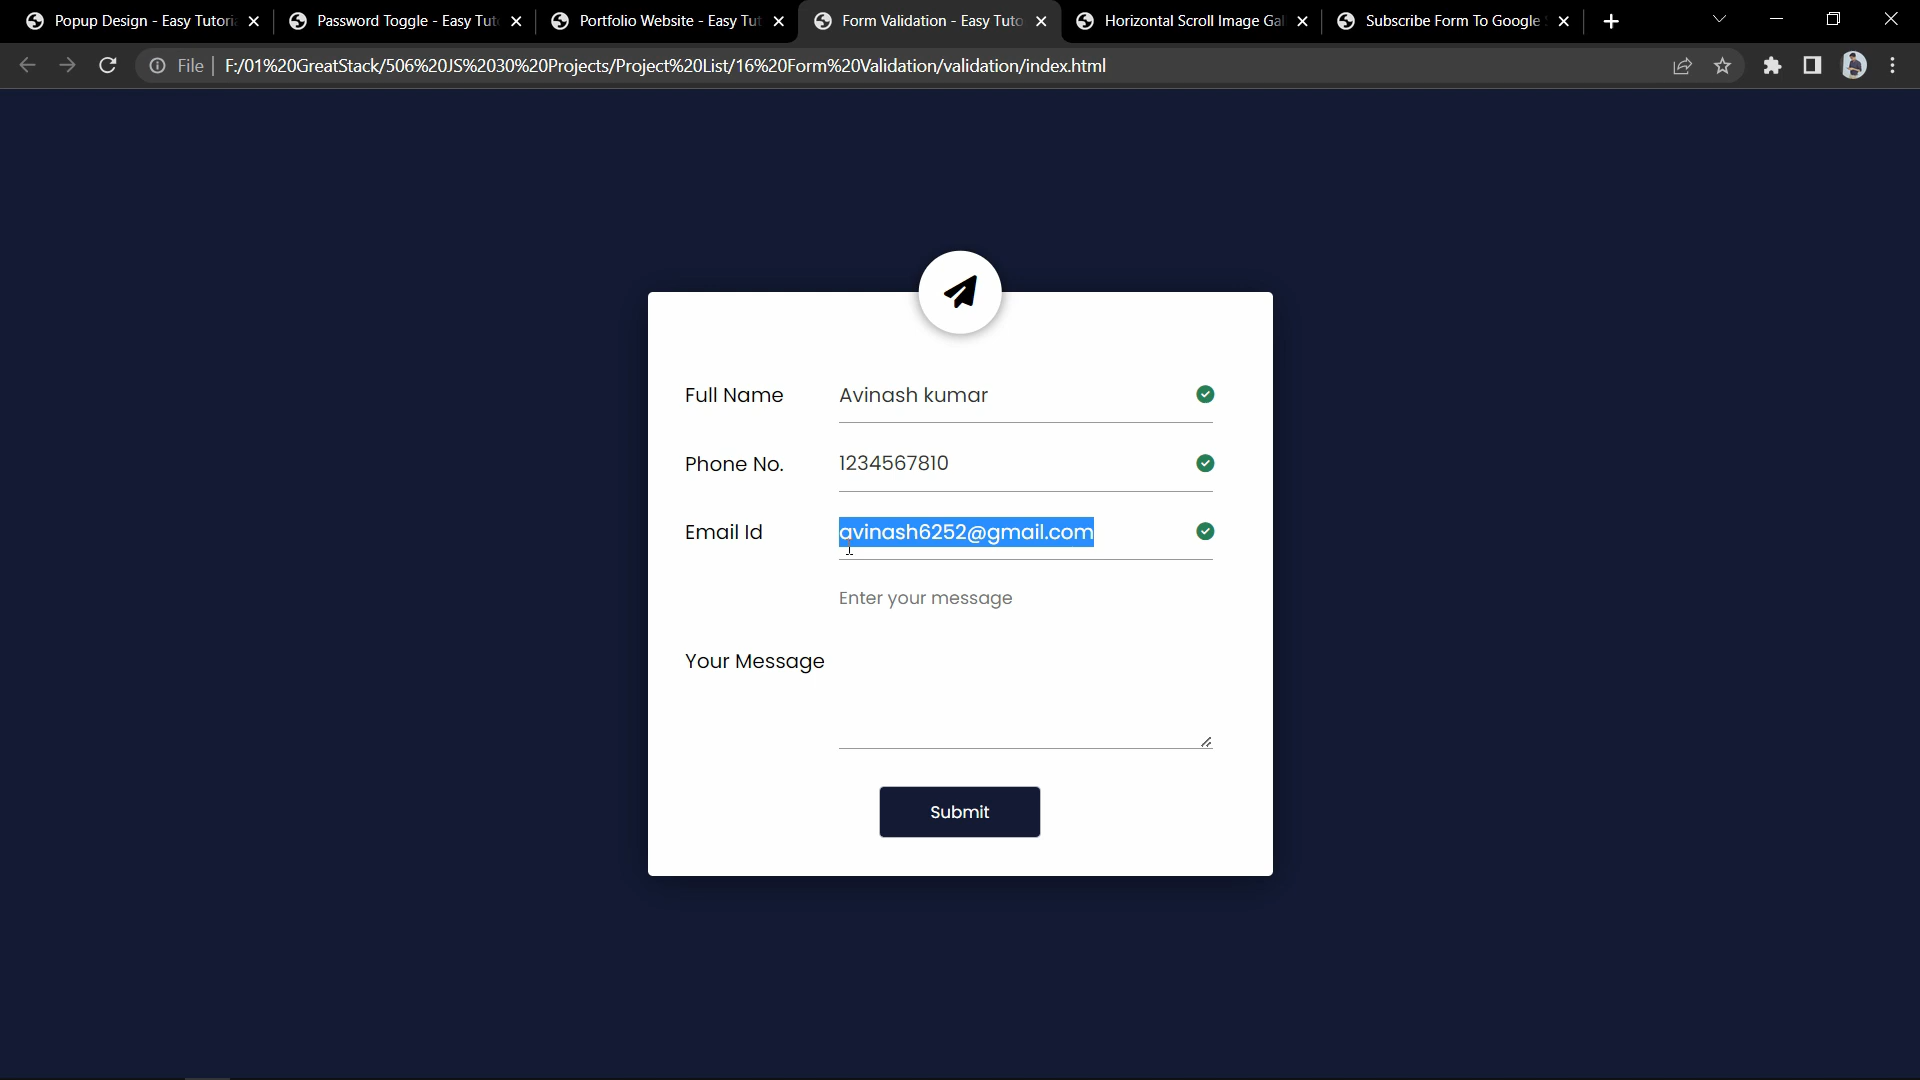 Popup Design - Easy Tutori
Password Toggle - Easy Tut
Portfolio Website - Easy Tut
Form Validation - Easy Tuto
Horizontal Scroll Image Gal
Subscribe Form To Google
File
F:/01%20GreatStack/506%20JS%2030%20Projects/Project%20List/16%20Form%20Validation/validation/index.html
Full Name
Avinash kumar
Phone No.
1234567810
Email Id
avinash6252@gmail.com
Enter your message
Your Message
Submit